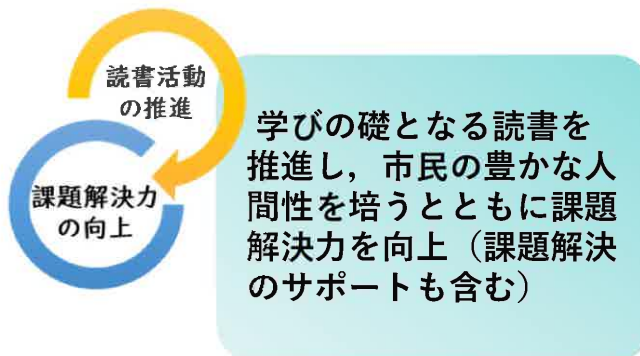 読書活動
の推進
課題解決力
の向上
学びの礎となる読書を
推進し，市民の豊かな人
間性を培うとともに課題
解決力を向上（課題解決
のサポートも含む）